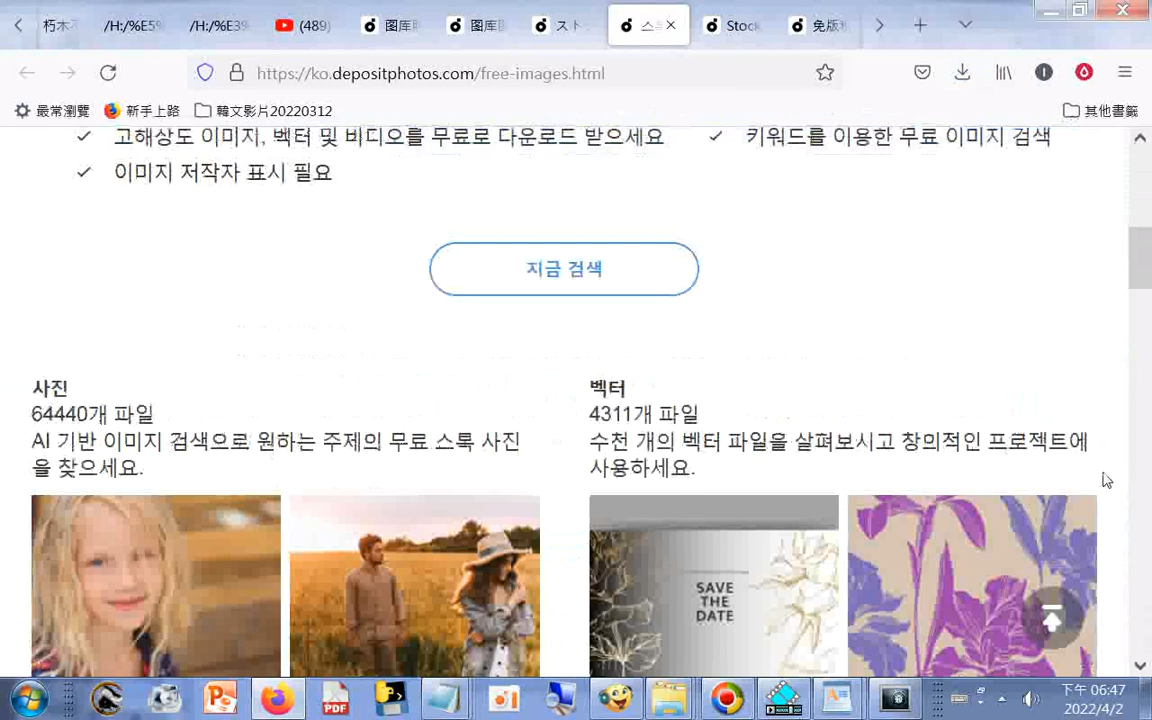 朽木
/H:/%E5%
/H:/%E3%
(489)
图库
图库
スト
스
Stock
免版
https://ko.depositphotos.com/free-images.html
最常瀏覽
新手上路
韓文影片20220312
其他書籤
고해상도 이미지, 벡터 및 비디오를 무료로 다운로드 받으세요
키워드를 이용한 무료 이미지 검색
이미지 저작자 표시 필요
지금 검색
사진
64440개 파일
AI 기반 이미지 검색으로 원하는 주제의 무료 스톡 사진
을 찾으세요.
벡터
4311개 파일
수천 개의 벡터 파일을 살펴보시고 창의적인 프로젝트에
사용하세요.
SAVE
THE
DATE
PDF
下午 06:47
2022/4/2